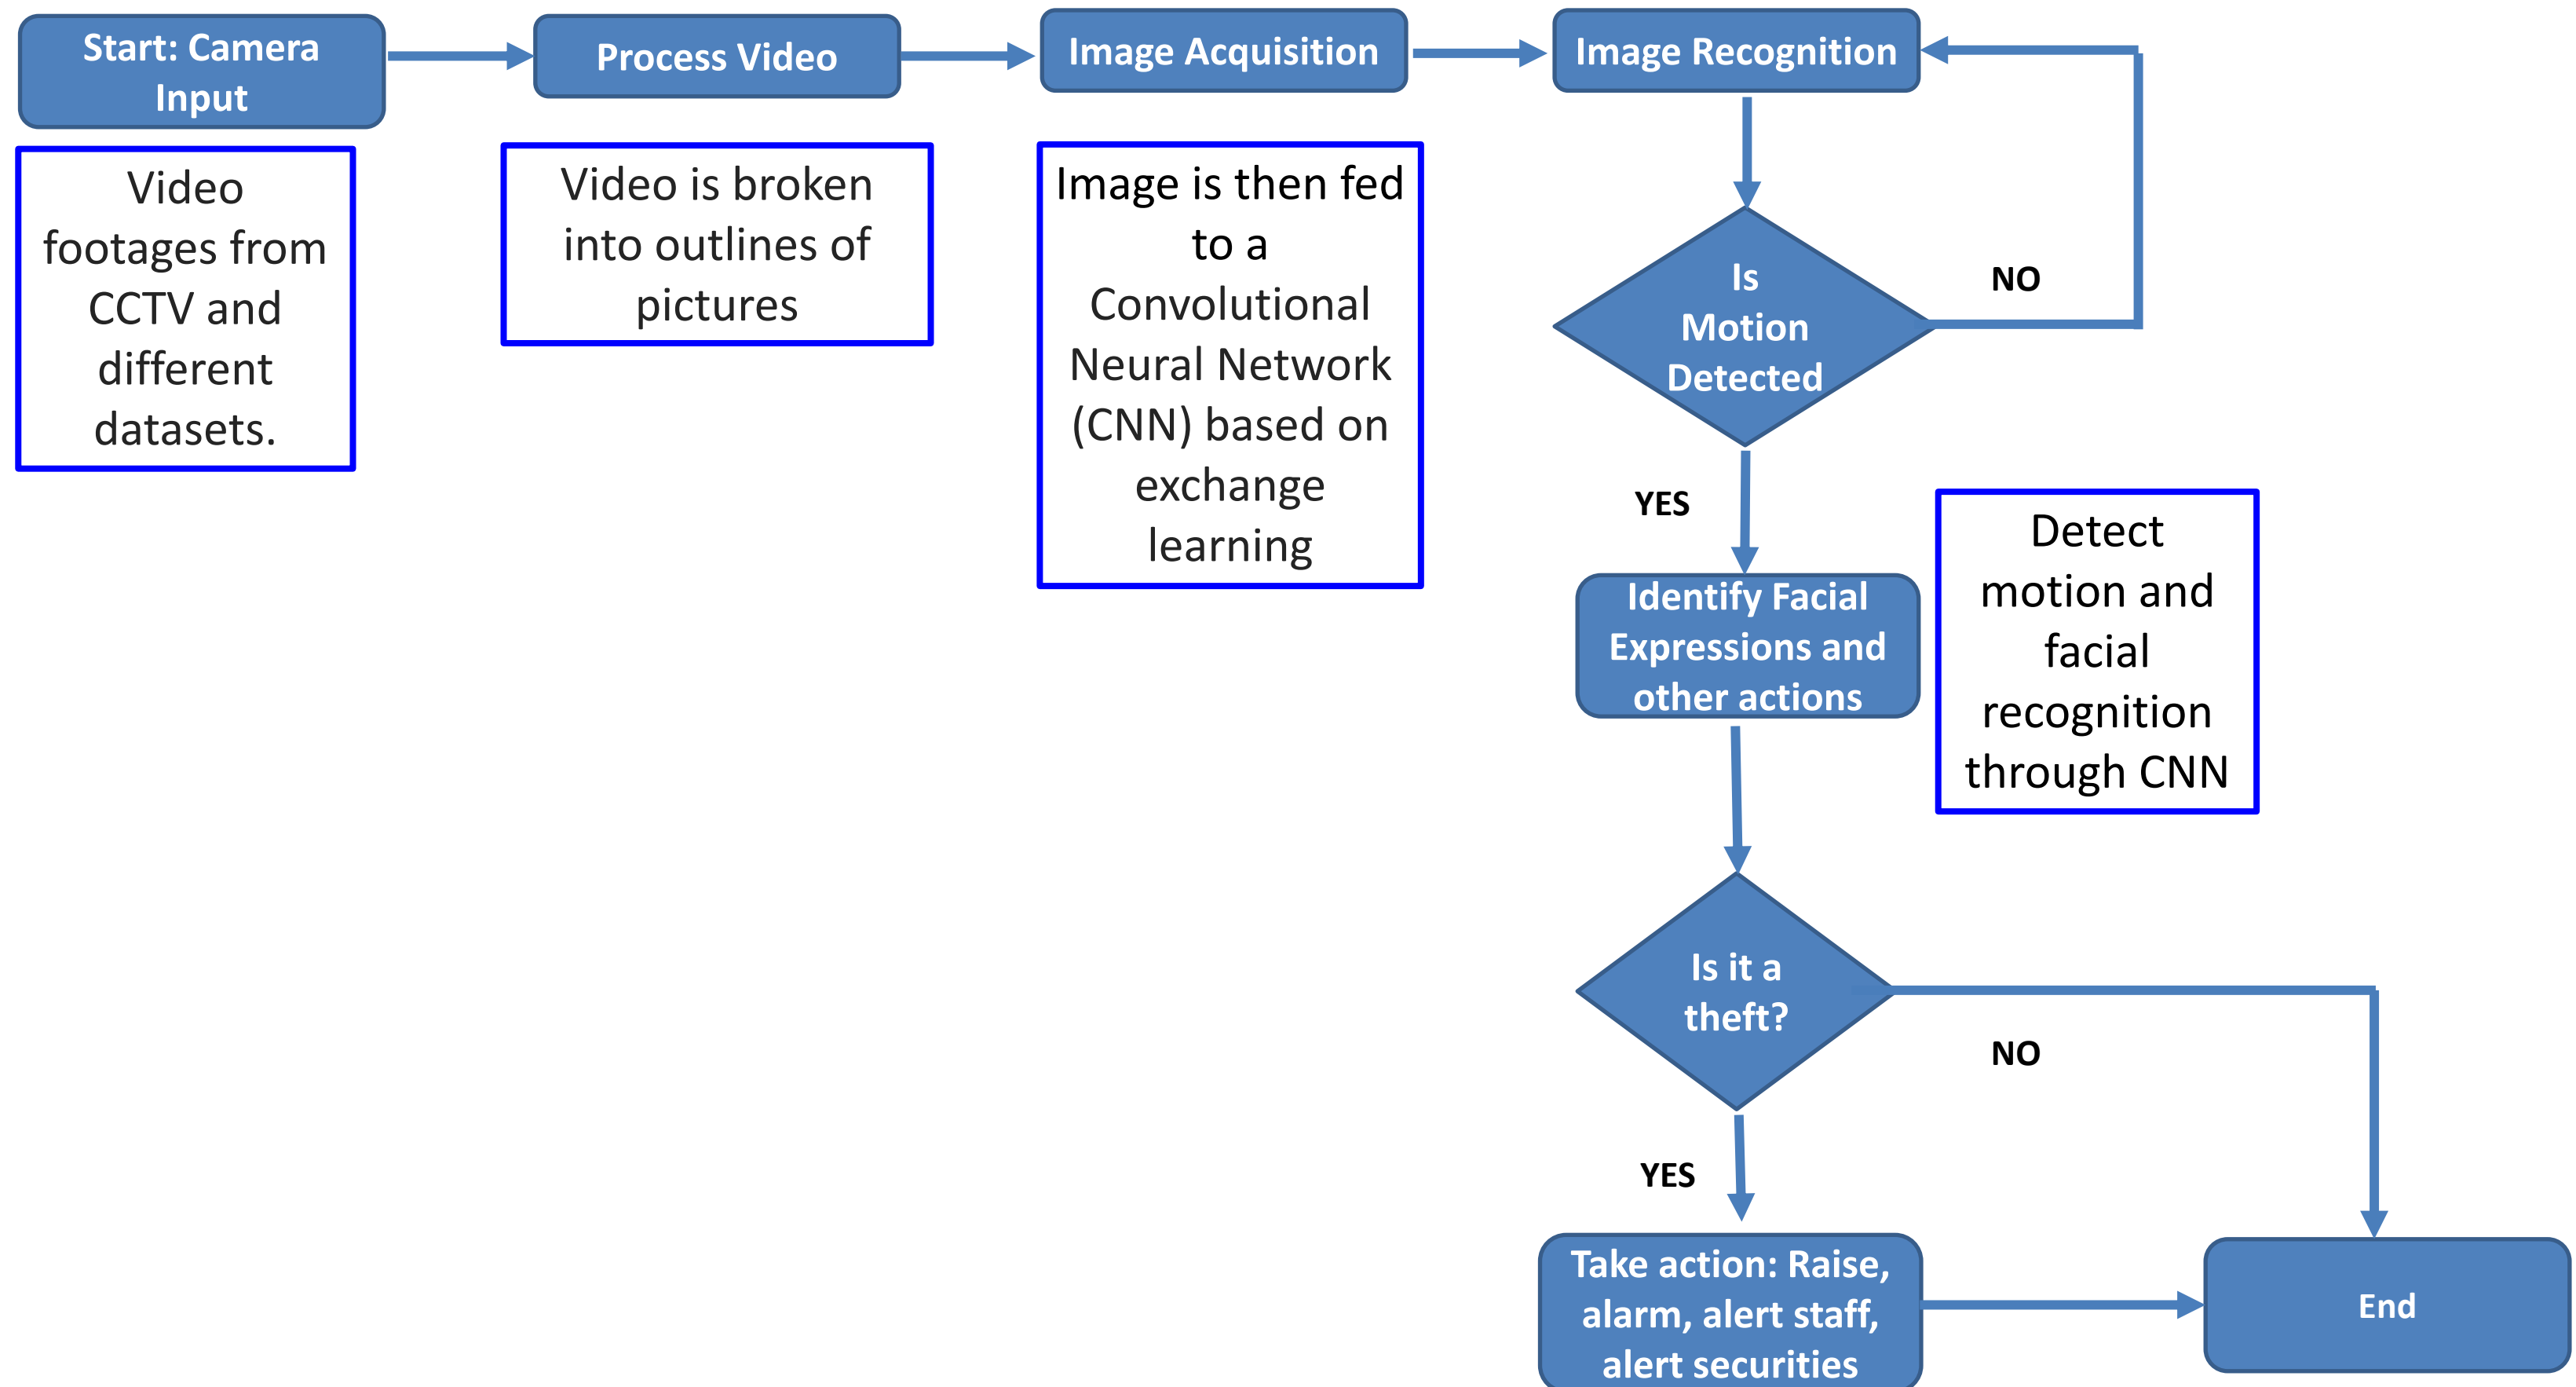 Start: Camera
Input
Process Video
Image Acquisition
Image Recognition
Video
footages from
CCTV and
different
datasets.
Video is broken
into outlines of
pictures
Image is then fed
to a
Convolutional
Neural Network
(CNN) based on
exchange
learning
Is
Motion
Detected
NO
YES
Identify Facial
Expressions and
other actions
Detect
motion and
facial
recognition
through CNN
Is it a
theft?
NO
YES
Take action: Raise,
alarm, alert staff,
alert securities
End